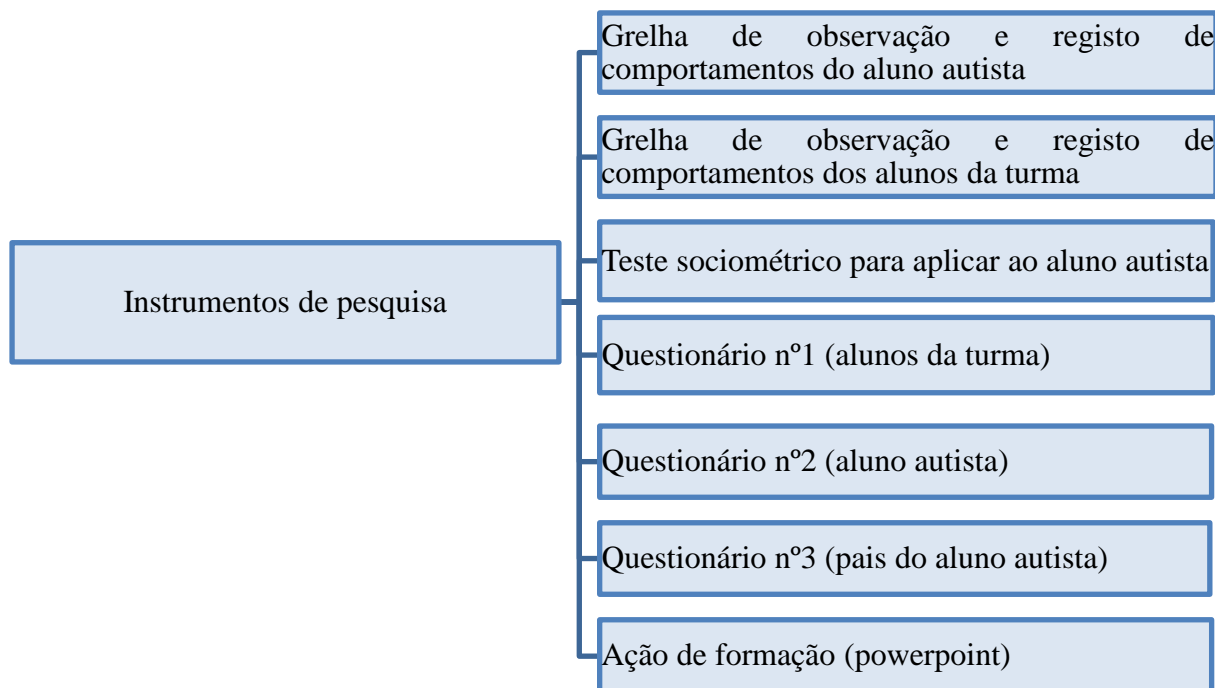 Grelha de observação e registo de
comportamentos do aluno autista
Grelha de observação e registo de
comportamentos dos alunos da turma
Teste sociométrico para aplicar ao aluno autista
Instrumentos de pesquisa
Questionário nº1 (alunos da turma)
Questionário nº2 (aluno autista)
Questionário nº3 (pais do aluno autista)
Ação de formação (powerpoint)